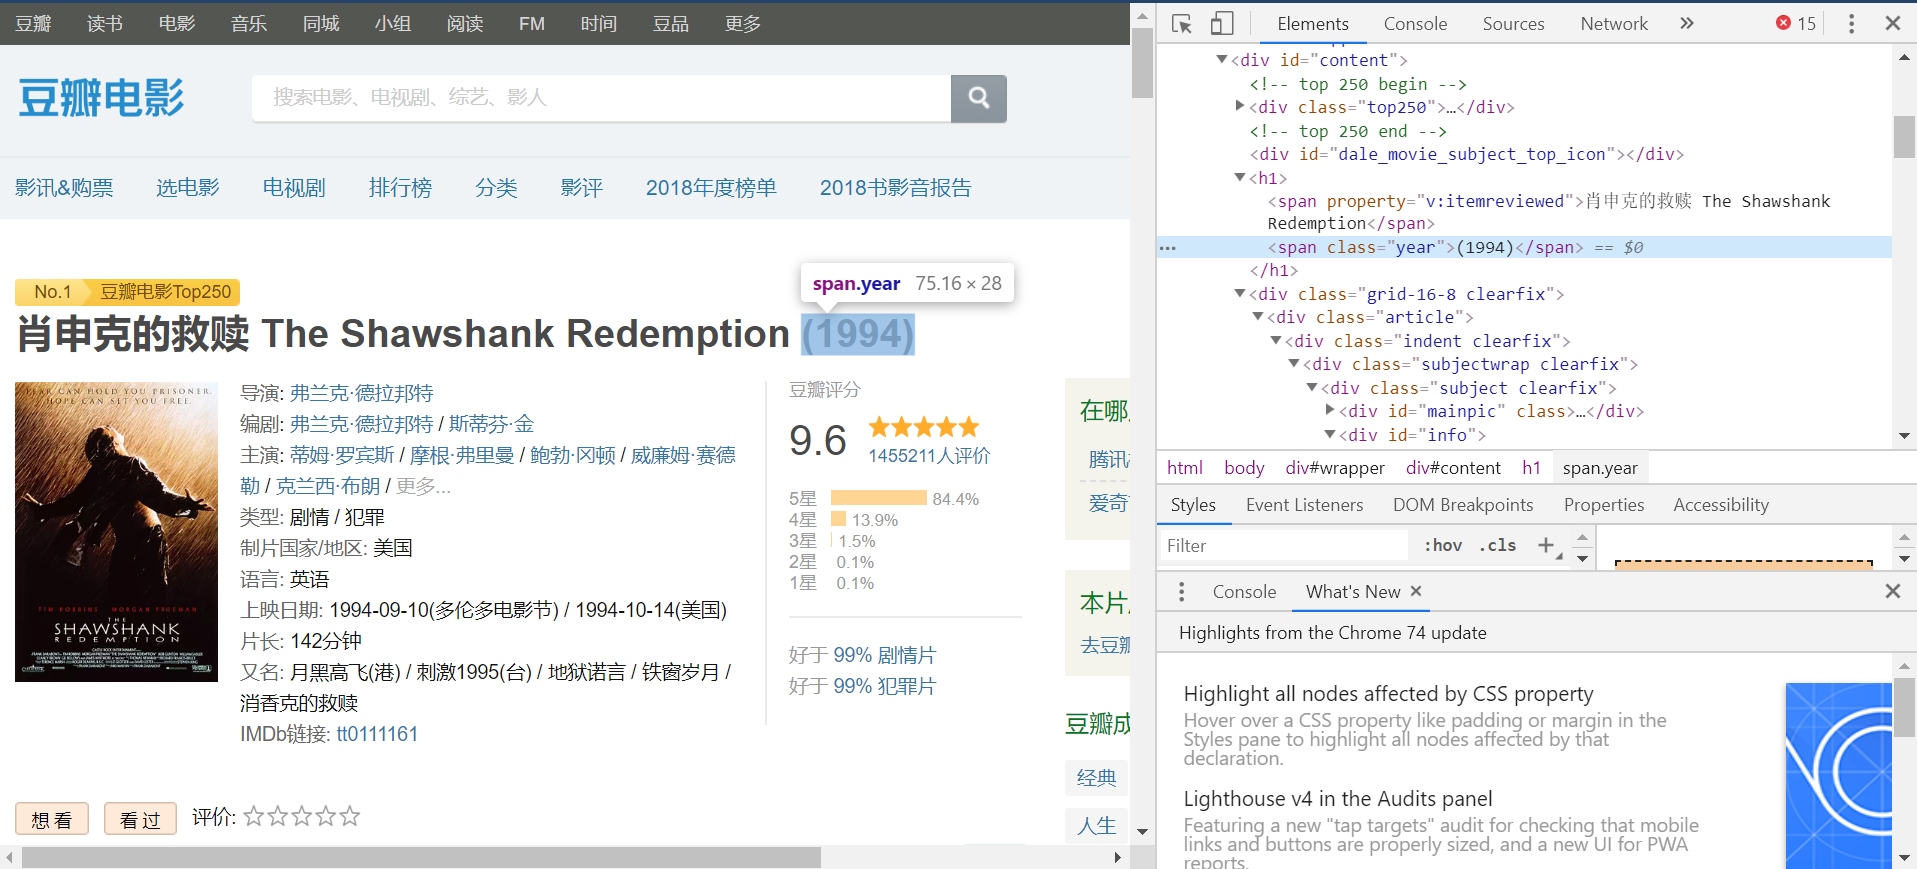 豆瓣 读书 电影 音乐 同城 小组 阅读 FM 时间 豆品 更多
豆瓣电影
搜索电影、电视剧、综艺、影人
影讯&购票 选电影 电视剧 排行榜 分类 影评 2018年度榜单 2018书影音报告
span.year 75.16 × 28
No.1 豆瓣电影Top250
肖申克的救赎 The Shawshank Redemption (1994)
FEAR CAN HOLD YOU PRISONER.
HOPE CAN SET YOU FREE.
TIM ROBBINS MORGAN FREEMAN
THE
SHAWSHANK
REDEMPTION
导演: 弗兰克·德拉邦特
编剧: 弗兰克·德拉邦特 / 斯蒂芬·金
主演: 蒂姆·罗宾斯 / 摩根·弗里曼 / 鲍勃·冈顿 / 威廉姆·赛德
勒 / 克兰西·布朗 / 更多...
类型: 剧情 / 犯罪
制片国家/地区: 美国
语言: 英语
上映日期: 1994-09-10(多伦多电影节) / 1994-10-14(美国)
片长: 142分钟
又名: 月黑高飞(港) / 刺激1995(台) / 地狱诺言 / 铁窗岁月 /
消香克的救赎
IMDb链接: tt0111161
豆瓣评分
9.6
1455211人评价
5星 84.4%
4星 13.9%
3星 1.5%
2星 0.1%
1星 0.1%
好于 99% 剧情片
好于 99% 犯罪片
想看 看过 评价:
在哪
腾讯
爱奇
本片
去豆瓣
豆瓣成
经典
人生
Elements Console Sources Network » 15
<div id="content">
<!-- top 250 begin -->
<div class="top250">…</div>
<!-- top 250 end -->
<div id="dale_movie_subject_top_icon"></div>
<h1>
<span property="v:itemreviewed">肖申克的救赎 The Shawshank
Redemption</span>
<span class="year">(1994)</span> == $0
</h1>
<div class="grid-16-8 clearfix">
<div class="article">
<div class="indent clearfix">
<div class="subjectwrap clearfix">
<div class="subject clearfix">
<div id="mainpic" class>…</div>
<div id="info">
html body div#wrapper div#content h1 span.year
Styles Event Listeners DOM Breakpoints Properties Accessibility
Filter :hov .cls +
Console What's New ×
Highlights from the Chrome 74 update
Highlight all nodes affected by CSS property
Hover over a CSS property like padding or margin in the
Styles pane to highlight all nodes affected by that
declaration.
Lighthouse v4 in the Audits panel
Featuring a new "tap targets" audit for checking that mobile
links and buttons are properly sized, and a new UI for PWA
reports.